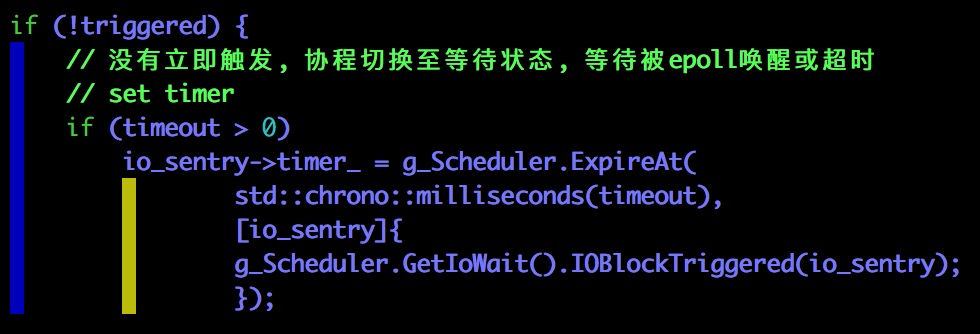 if (!triggered) {
// 没有立即触发, 协程切换至等待状态, 等待被epoll唤醒或超时
// set timer
if (timeout > 0)
io_sentry->timer_ = g_Scheduler.ExpireAt(
std::chrono::milliseconds(timeout),
[io_sentry]{
g_Scheduler.GetIoWait().IOBlockTriggered(io_sentry);
});